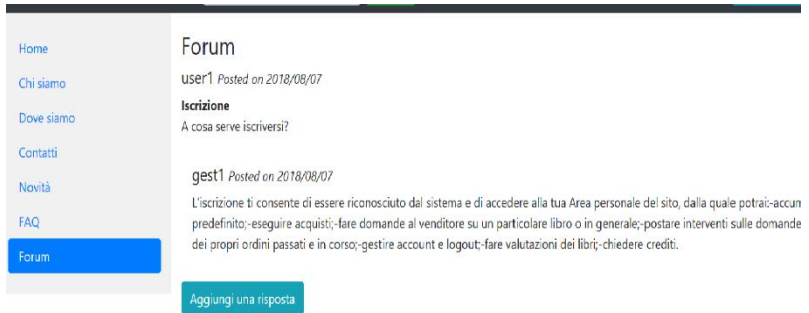 Home
Chi siamo
Dove siamo
Contatti
Novità
FAQ
Forum
Forum
user1 Posted on 2018/08/07
Iscrizione
A cosa serve iscriversi?
gest1 Posted on 2018/08/07
L'iscrizione ti consente di essere riconosciuto dal sistema e di accedere alla tua Area personale del sito, dalla quale potrai:-accum
predefinito;-eseguire acquisti;-fare domande al venditore su un particolare libro o in generale;-postare interventi sulle domande
dei propri ordini passati e in corso;-gestire account e logout;-fare valutazioni dei libri;-chiedere crediti.
Aggiungi una risposta